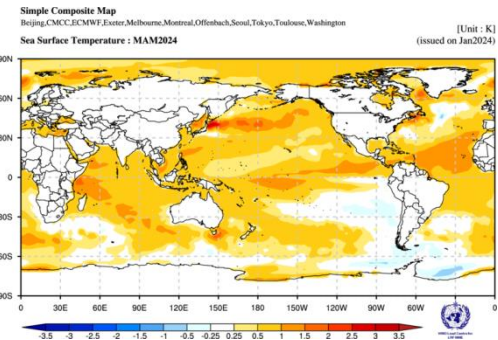 Simple Composite Map
Beijing,CMCC,ECMWF,Exeter,Melbourne,Montreal,Offenbach,Seoul,Tokyo,Toulouse,Washington
[Unit : K]
Sea Surface Temperature : MAM2024
(issued on Jan2024)
90N
60N
30N
0
30S
60S
90S
0 30E 60E 90E 120E 150E 180 150W 120W 90W 60W
-3.5 -3 -2.5 -2 -1.5 -1 -0.5 -0.25 0.25 0.5 1 1.5 2 2.5 3 3.5